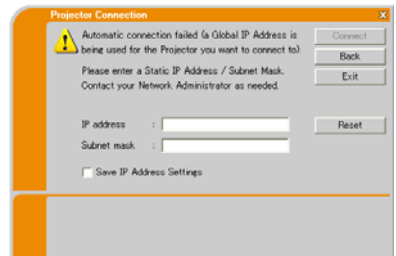 Projector Connection
X
Automatic connection failed (a Global IP Address is
being used for the Projector you want to connect to).
Please enter a Static IP Address / Subnet Mask.
Contact your Network Administrator as needed.
Connect
Back
Exit
IP address :
Reset
Subnet mask :
Save IP Address Settings